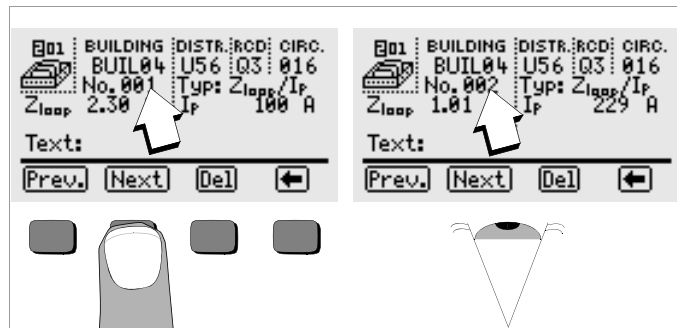 201 BUILDING DISTR. RCD CIRC.
BUIL04 U56 Q3 016
No. 001 Typ: Zloop/IP
Zloop 2.30 IP 100 A
Text:
Prev. Next Del ←
201 BUILDING DISTR. RCD CIRC.
BUIL04 U56 Q3 016
No. 002 Typ: Zloop/IP
Zloop 1.01 IP 229 A
Text:
Prev. Next Del ←